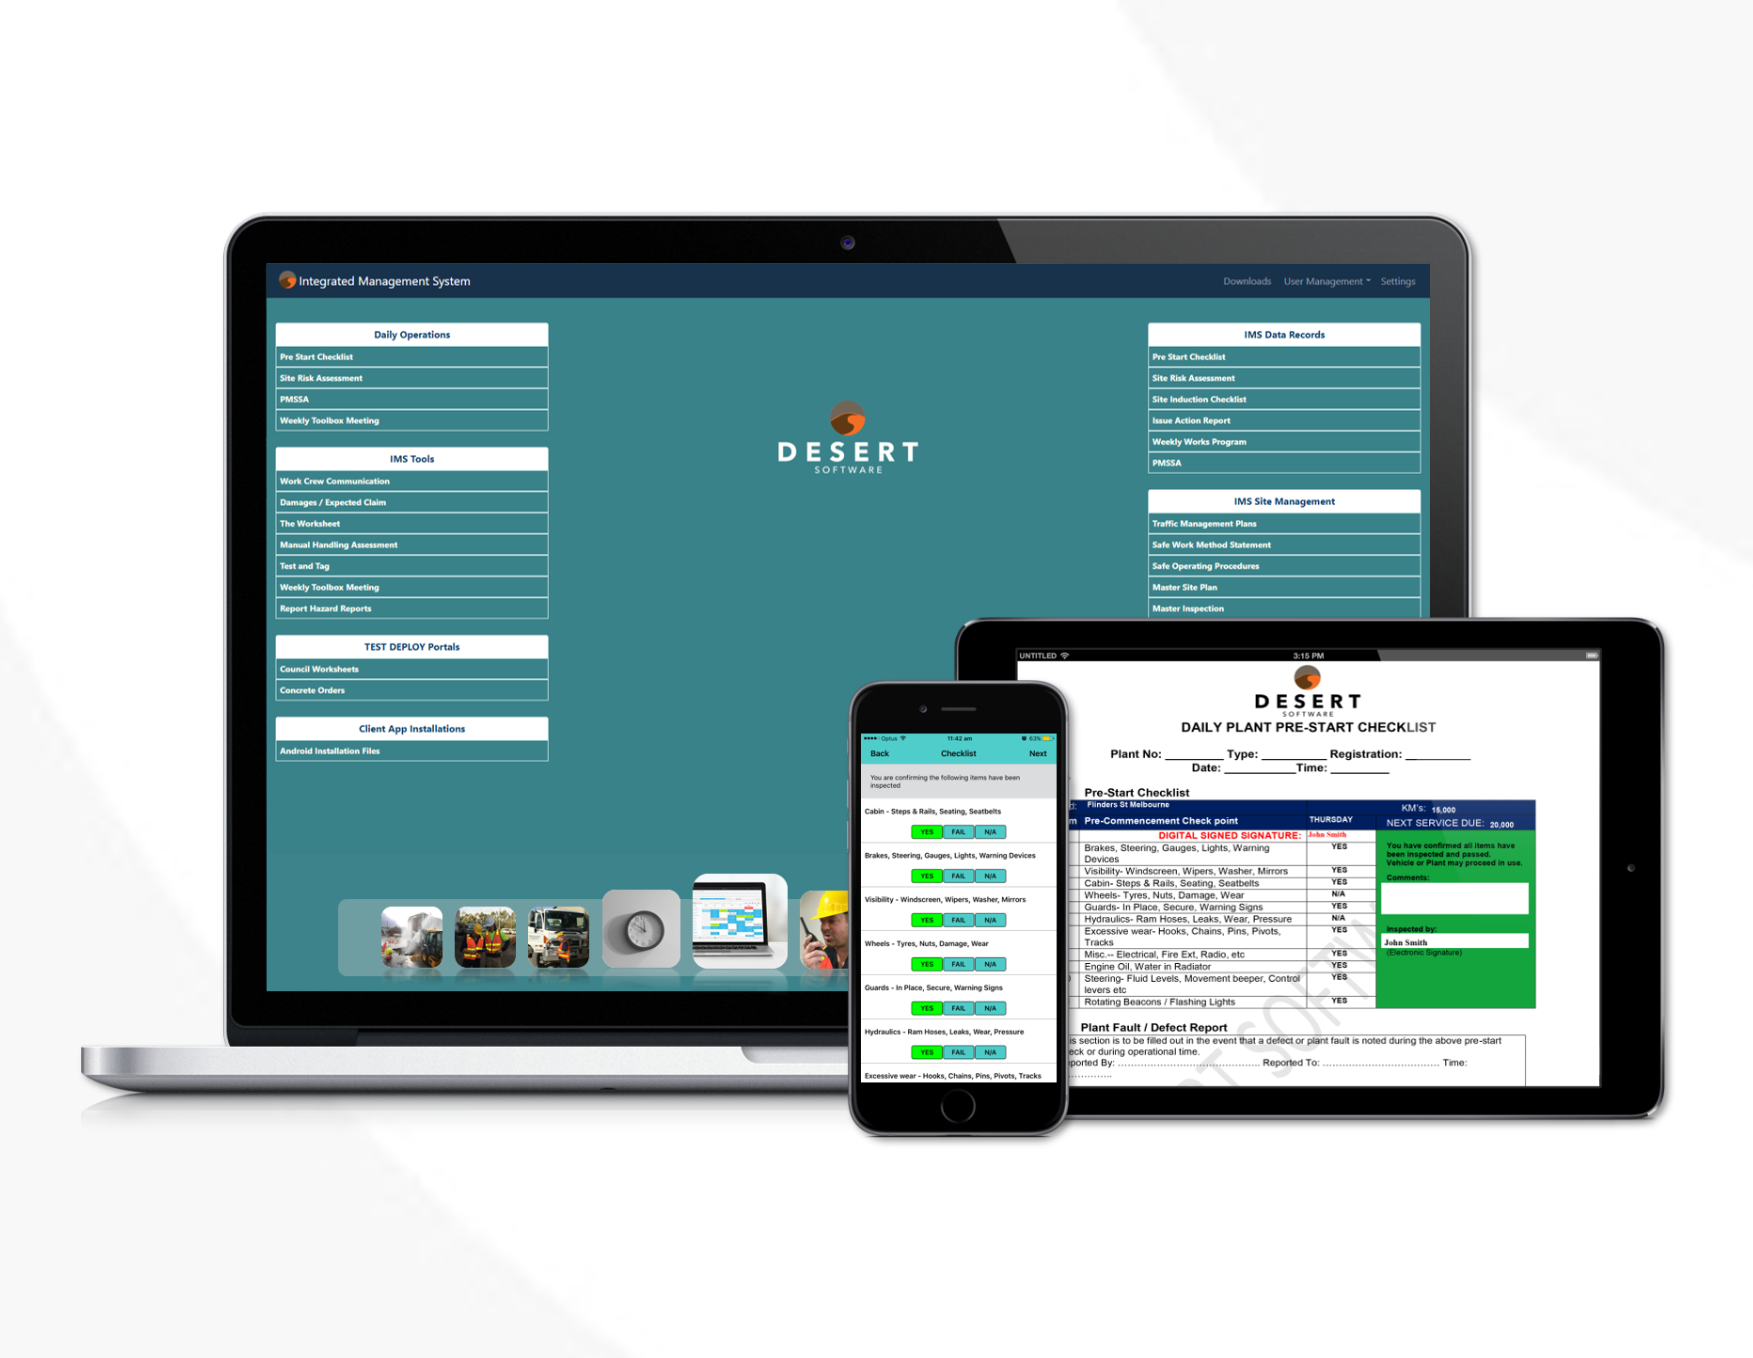 Integrated Management System
Downloads User Management Settings
Daily Operations
Pre Start Checklist
Site Risk Assessment
PMSSA
Weekly Toolbox Meeting
IMS Tools
Work Crew Communication
Damages / Expected Claim
The Worksheet
Manual Handling Assessment
Test and Tag
Weekly Toolbox Meeting
Report Hazard Reports
TEST DEPLOY Portals
Council Worksheets
Concrete Orders
Client App Installations
Android Installation Files
DESERT
SOFTWARE
IMS Data Records
Pre Start Checklist
Site Risk Assessment
Site Induction Checklist
Issue Action Report
Weekly Works Program
PMSSA
IMS Site Management
Traffic Management Plans
Safe Work Method Statement
Safe Operating Procedures
Master Site Plan
Master Inspection
Optus 11:42 am 63%
Back Checklist Next
You are confirming the following items have been
inspected
Cabin - Steps & Rails, Seating, Seatbelts
YES FAIL N/A
Brakes, Steering, Gauges, Lights, Warning Devices
YES FAIL N/A
Visibility - Windscreen, Wipers, Washer, Mirrors
YES FAIL N/A
Wheels - Tyres, Nuts, Damage, Wear
YES FAIL N/A
Guards - In Place, Secure, Warning Signs
YES FAIL N/A
Hydraulics - Ram Hoses, Leaks, Wear, Pressure
YES FAIL N/A
Excessive wear - Hooks, Chains, Pins, Pivots, Tracks
UNTITLED 3:15 PM
DESERT
SOFTWARE
DAILY PLANT PRE-START CHECKLIST
Plant No: Type: Registration:
Date: Time:
Pre-Start Checklist
Flinders St Melbourne KM's: 15,000
m Pre-Commencement Check point THURSDAY NEXT SERVICE DUE: 20,000
DIGITAL SIGNED SIGNATURE: John Smith
Brakes, Steering, Gauges, Lights, Warning YES
Devices
Visibility- Windscreen, Wipers, Washer, Mirrors YES
Cabin- Steps & Rails, Seating, Seatbelts YES
Wheels- Tyres, Nuts, Damage, Wear N/A
Guards- In Place, Secure, Warning Signs YES
Hydraulics- Ram Hoses, Leaks, Wear, Pressure N/A
Excessive wear- Hooks, Chains, Pins, Pivots, YES
Tracks
Misc.-- Electrical, Fire Ext, Radio, etc YES
Engine Oil, Water in Radiator YES
Steering- Fluid Levels, Movement beeper, Control YES
levers etc
Rotating Beacons / Flashing Lights YES
You have confirmed all items have
been inspected and passed.
Vehicle or Plant may proceed in use.
Comments:
Inspected by:
John Smith
(Electronic Signature)
Plant Fault / Defect Report
is section is to be filled out in the event that a defect or plant fault is noted during the above pre-start
eck or during operational time.
ported By: Reported To: Time:
RT SOFTW